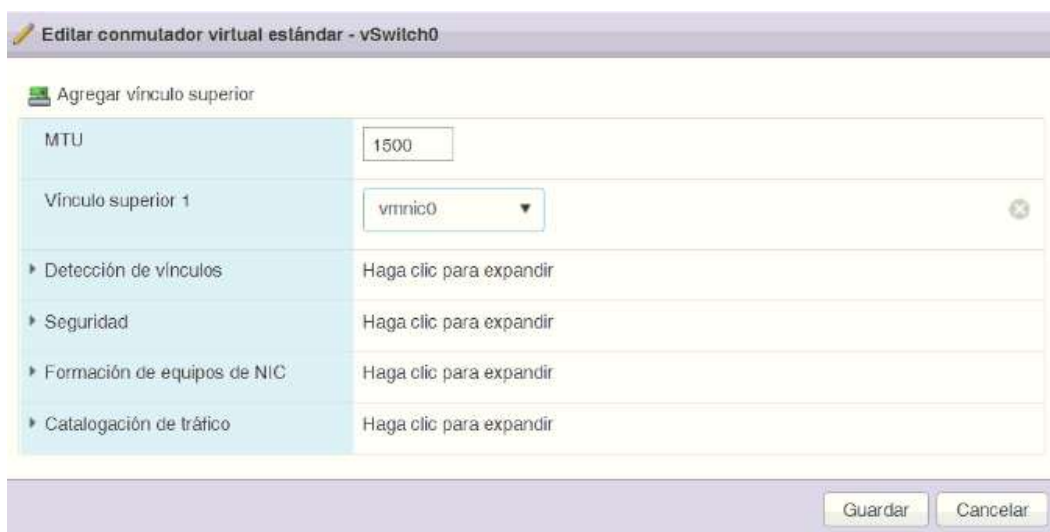 Editar conmutador virtual estándar - vSwitch0
Agregar vínculo superior
MTU 1500
Vínculo superior 1 vmnic0
Detección de vínculos Haga clic para expandir
Seguridad Haga clic para expandir
Formación de equipos de NIC Haga clic para expandir
Catalogación de tráfico Haga clic para expandir
Guardar Cancelar